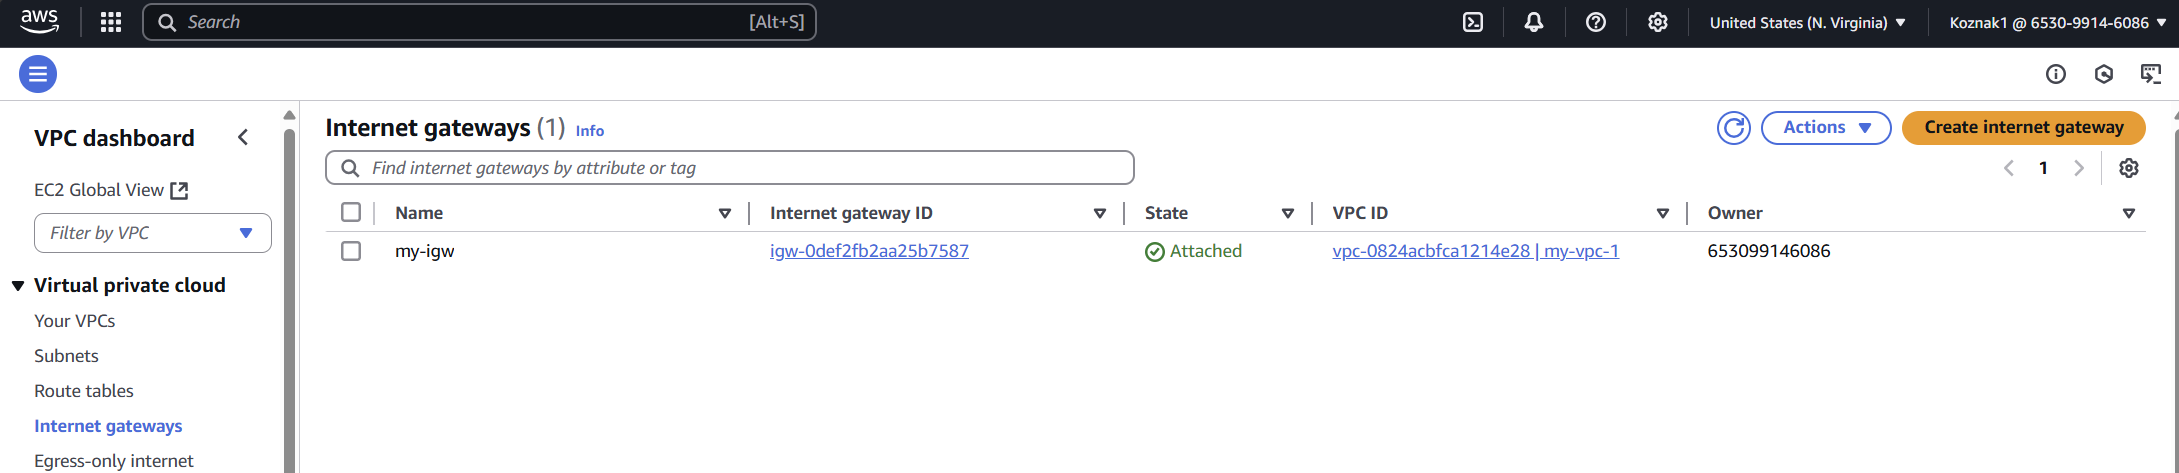 aws
Search [Alt+S]
United States (N. Virginia)
Koznak1 @ 6530-9914-6086
VPC dashboard
EC2 Global View
Filter by VPC
Virtual private cloud
Your VPCs
Subnets
Route tables
Internet gateways
Egress-only internet
Internet gateways (1) Info
Actions
Create internet gateway
Find internet gateways by attribute or tag
1
Name Internet gateway ID State VPC ID Owner
my-igw igw-0def2fb2aa25b7587 Attached vpc-0824acbfca1214e28 | my-vpc-1 653099146086